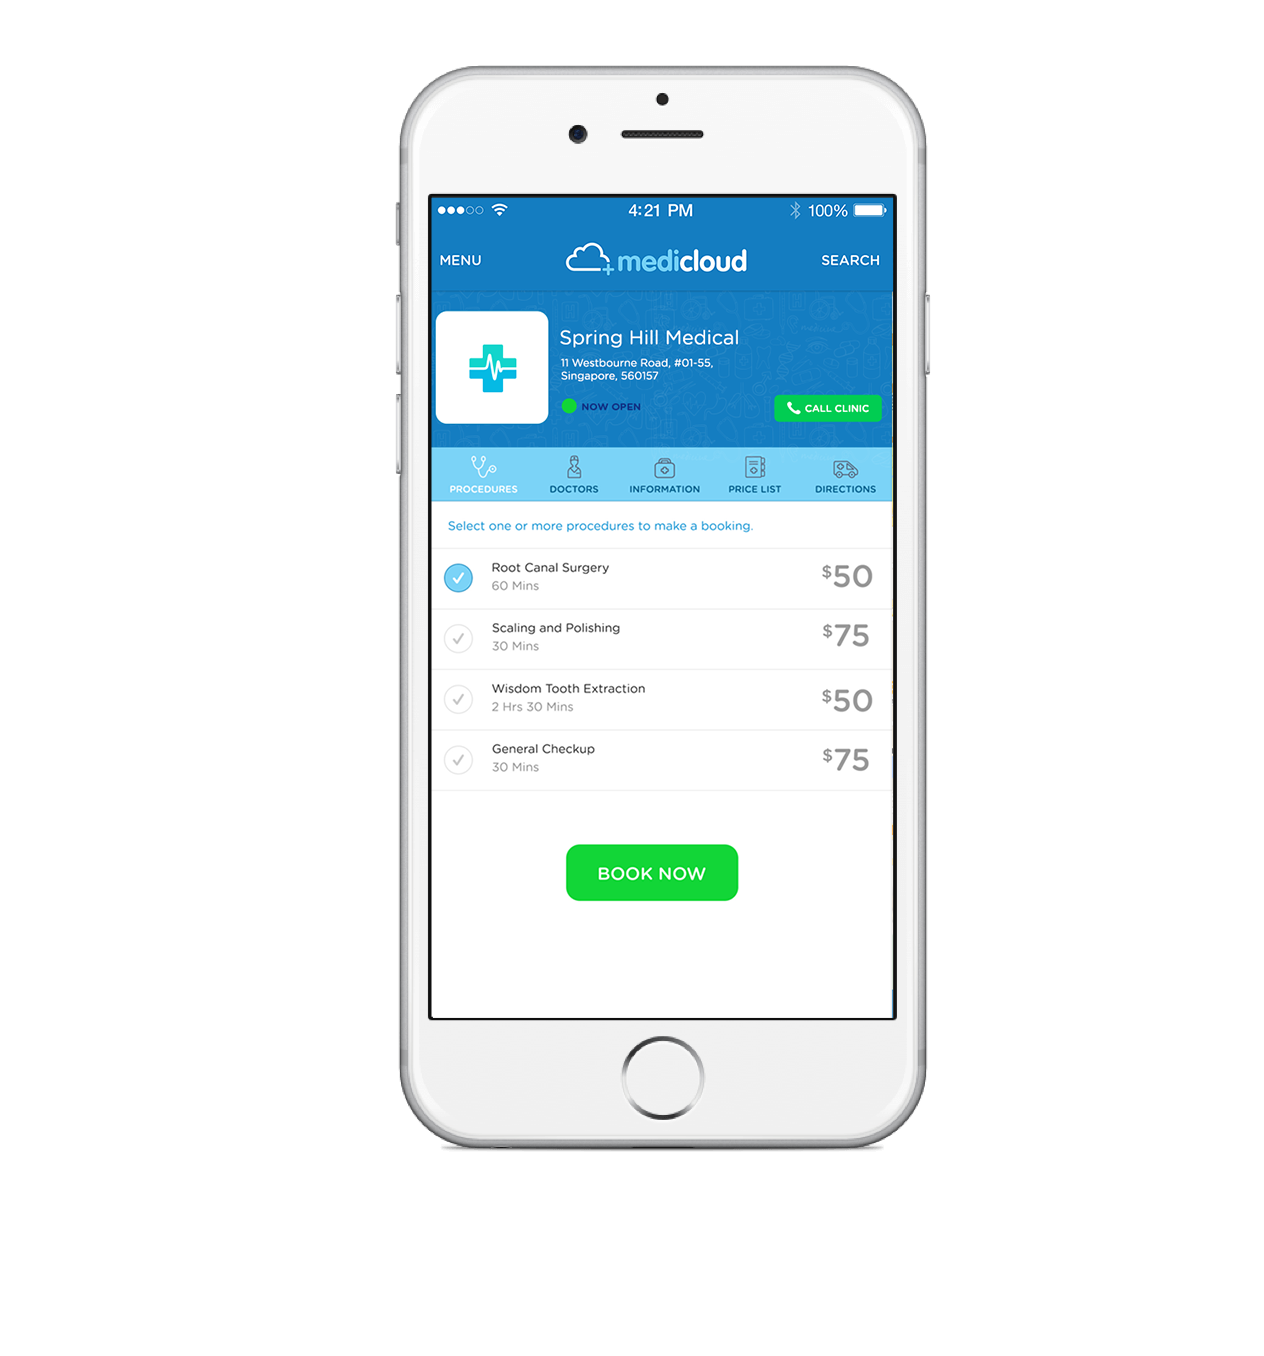 4:21 PM
100%
MENU
medicloud
SEARCH
Spring Hill Medical
11 Westbourne Road, #01-55,
Singapore, 560157
NOW OPEN
CALL CLINIC
PROCEDURES
DOCTORS
INFORMATION
PRICE LIST
DIRECTIONS
Select one or more procedures to make a booking.
Root Canal Surgery
60 Mins
$50
Scaling and Polishing
30 Mins
$75
Wisdom Tooth Extraction
2 Hrs 30 Mins
$50
General Checkup
30 Mins
$75
BOOK NOW